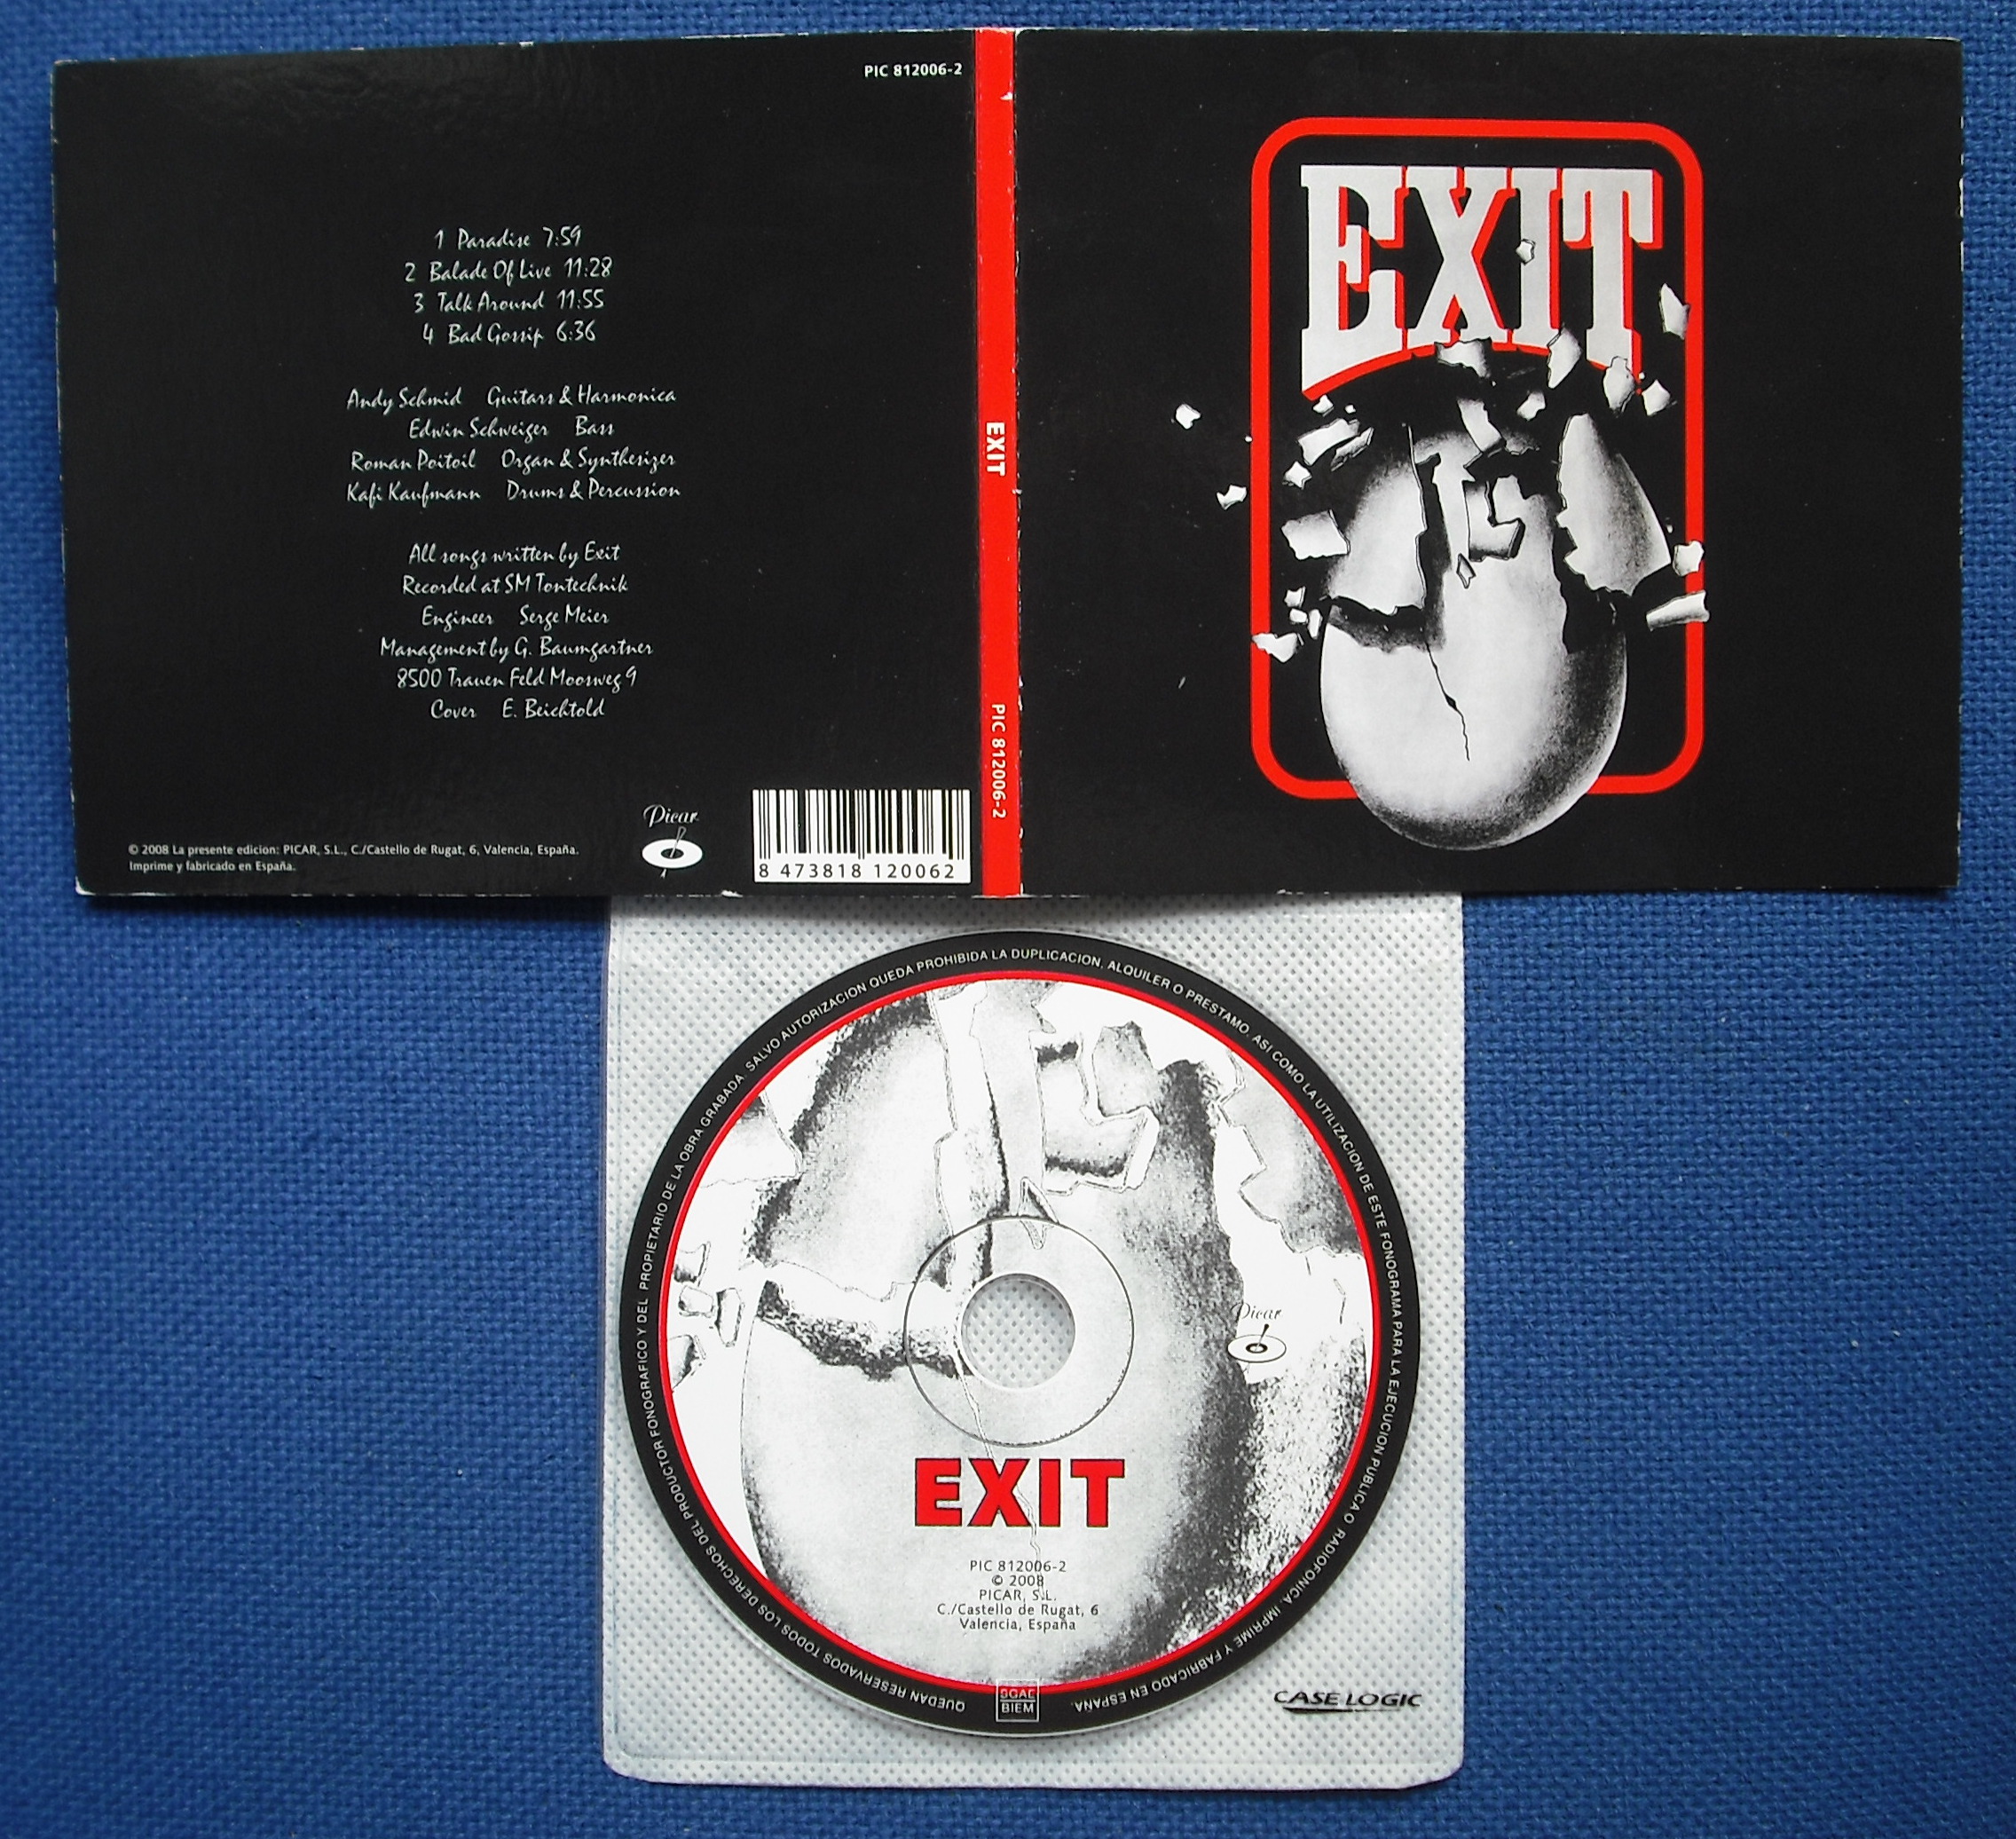 PIC 812006-2
1 Paradise 7:59
2 Balade Of Live 11:28
3 Talk Around 11:55
4 Bad Gossip 6:36
Andy Schmid Guitars & Harmonica
Edwin Schweiger Bass
Roman Poitoil Organ & Synthesizer
Kafi Kaufmann Drums & Percussion
All songs written by Exit
Recorded at SM Tontechnik
Engineer Serge Meier
Management by G. Baumgartner
8500 Trauen Feld Moosweg 9
Cover E. Beichtold
© 2008 La presente edicion: PICAR, S.L., C./Castello de Rugat, 6, Valencia, España.
Imprime y fabricado en España.
Picar
8 473818 120062
EXIT
PIC 812006-2
EXIT
QUEDAN RESERVADOS TODOS LOS DERECHOS DEL PRODUCTOR FONOGRAFICO Y DEL PROPIETARIO DE LA OBRA GRABADA. SALVO AUTORIZACION QUEDA PROHIBIDA LA DUPLICACION, ALQUILER O PRESTAMO, ASI COMO LA UTILIZACION DE ESTE FONOGRAMA PARA LA EJECUCION PUBLICA O RADIOFONICA. IMPRIME Y FABRICADO EN ESPAÑA.
Picar
EXIT
PIC 812006-2
© 2008
PICAR, S.L.
C./Castello de Rugat, 6
Valencia, España
SGAE
BIEM
CASE LOGIC